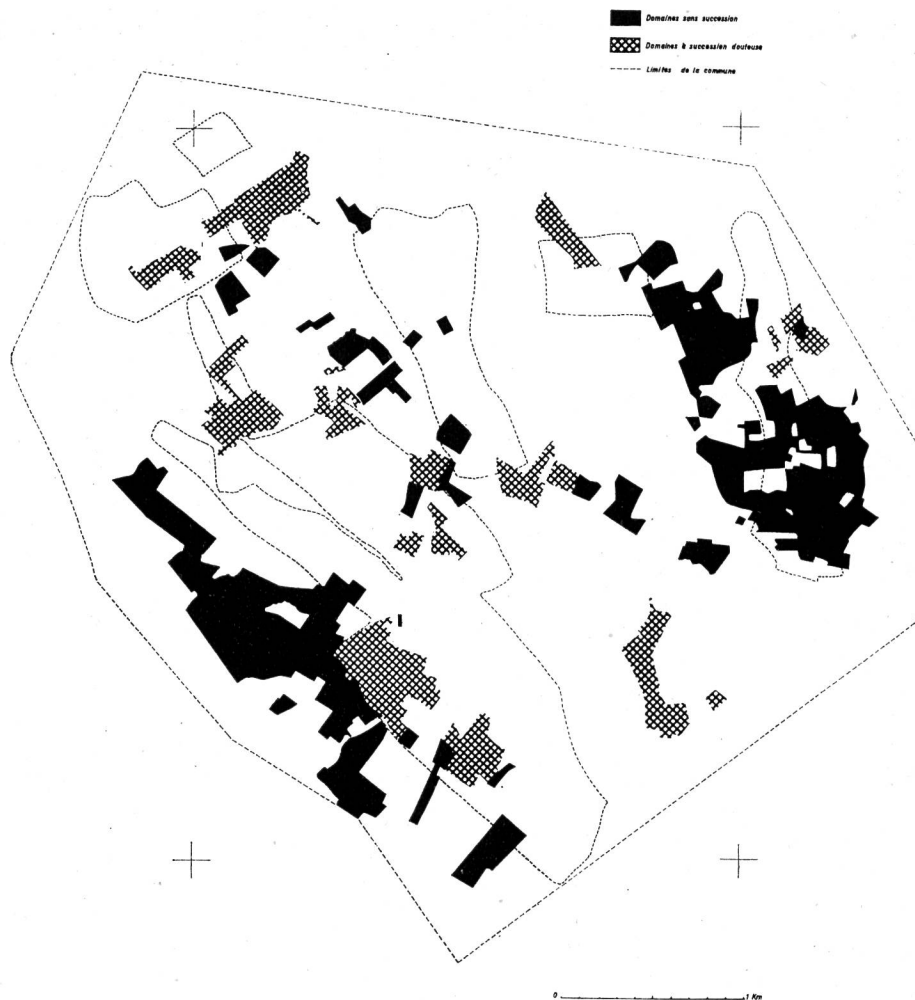 Domaines sans succession
Domaines à succession douteuse
Limites de la commune
0 1 Km